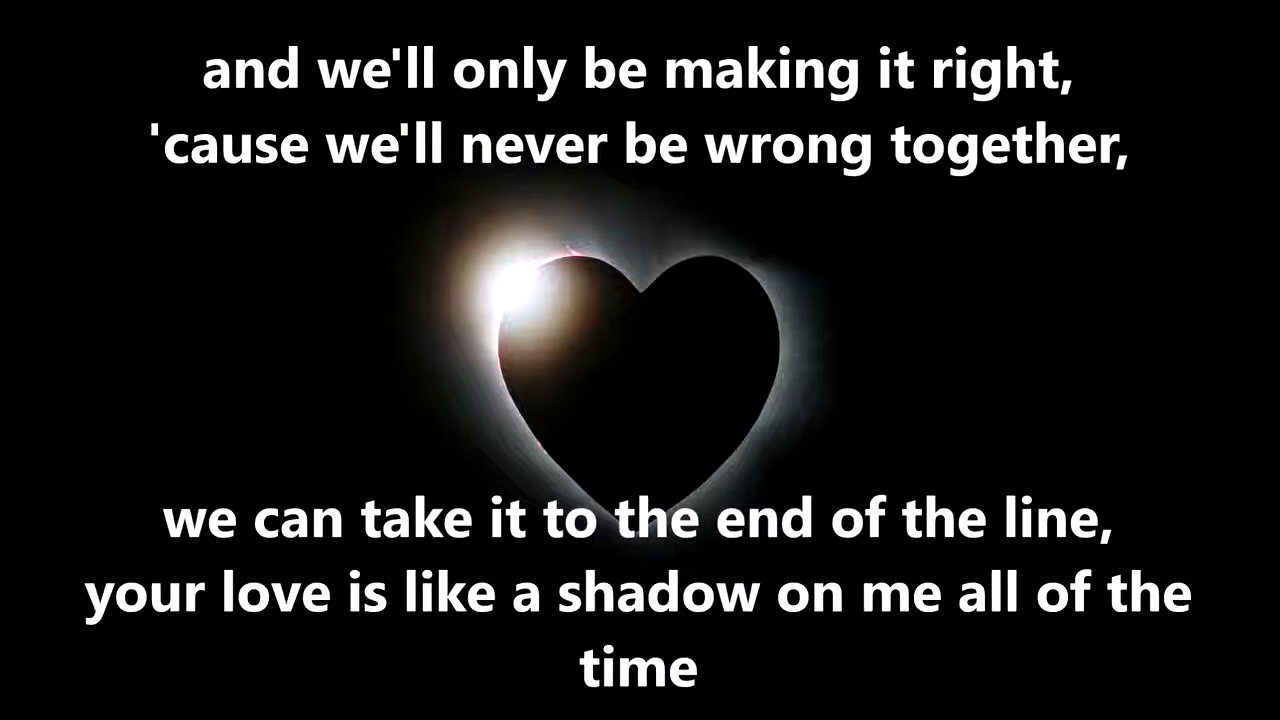 and we'll only be making it right,
'cause we'll never be wrong together,
we can take it to the end of the line,
your love is like a shadow on me all of the
time